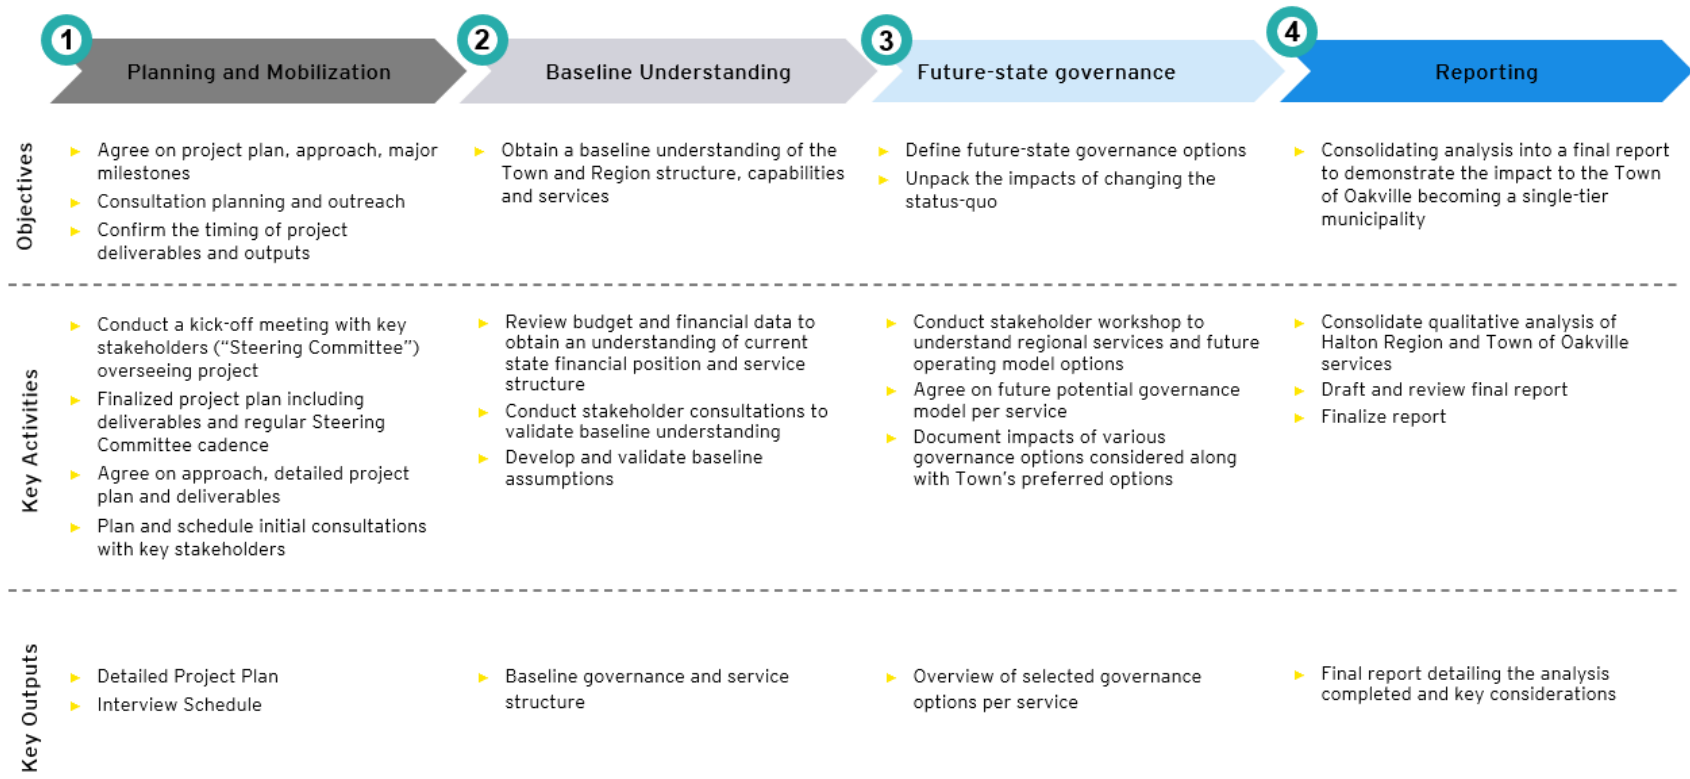 1
Planning and Mobilization
2
Baseline Understanding
3
Future-state governance
4
Reporting
Objectives
Agree on project plan, approach, major
milestones
Consultation planning and outreach
Confirm the timing of project
deliverables and outputs
Obtain a baseline understanding of the
Town and Region structure, capabilities
and services
Define future-state governance options
Unpack the impacts of changing the
status-quo
Consolidating analysis into a final report
to demonstrate the impact to the Town
of Oakville becoming a single-tier
municipality
Key Activities
Conduct a kick-off meeting with key
stakeholders (“Steering Committee”)
overseeing project
Finalized project plan including
deliverables and regular Steering
Committee cadence
Agree on approach, detailed project
plan and deliverables
Plan and schedule initial consultations
with key stakeholders
Review budget and financial data to
obtain an understanding of current
state financial position and service
structure
Conduct stakeholder consultations to
validate baseline understanding
Develop and validate baseline
assumptions
Conduct stakeholder workshop to
understand regional services and future
operating model options
Agree on future potential governance
model per service
Document impacts of various
governance options considered along
with Town’s preferred options
Consolidate qualitative analysis of
Halton Region and Town of Oakville
services
Draft and review final report
Finalize report
Key Outputs
Detailed Project Plan
Interview Schedule
Baseline governance and service
structure
Overview of selected governance
options per service
Final report detailing the analysis
completed and key considerations